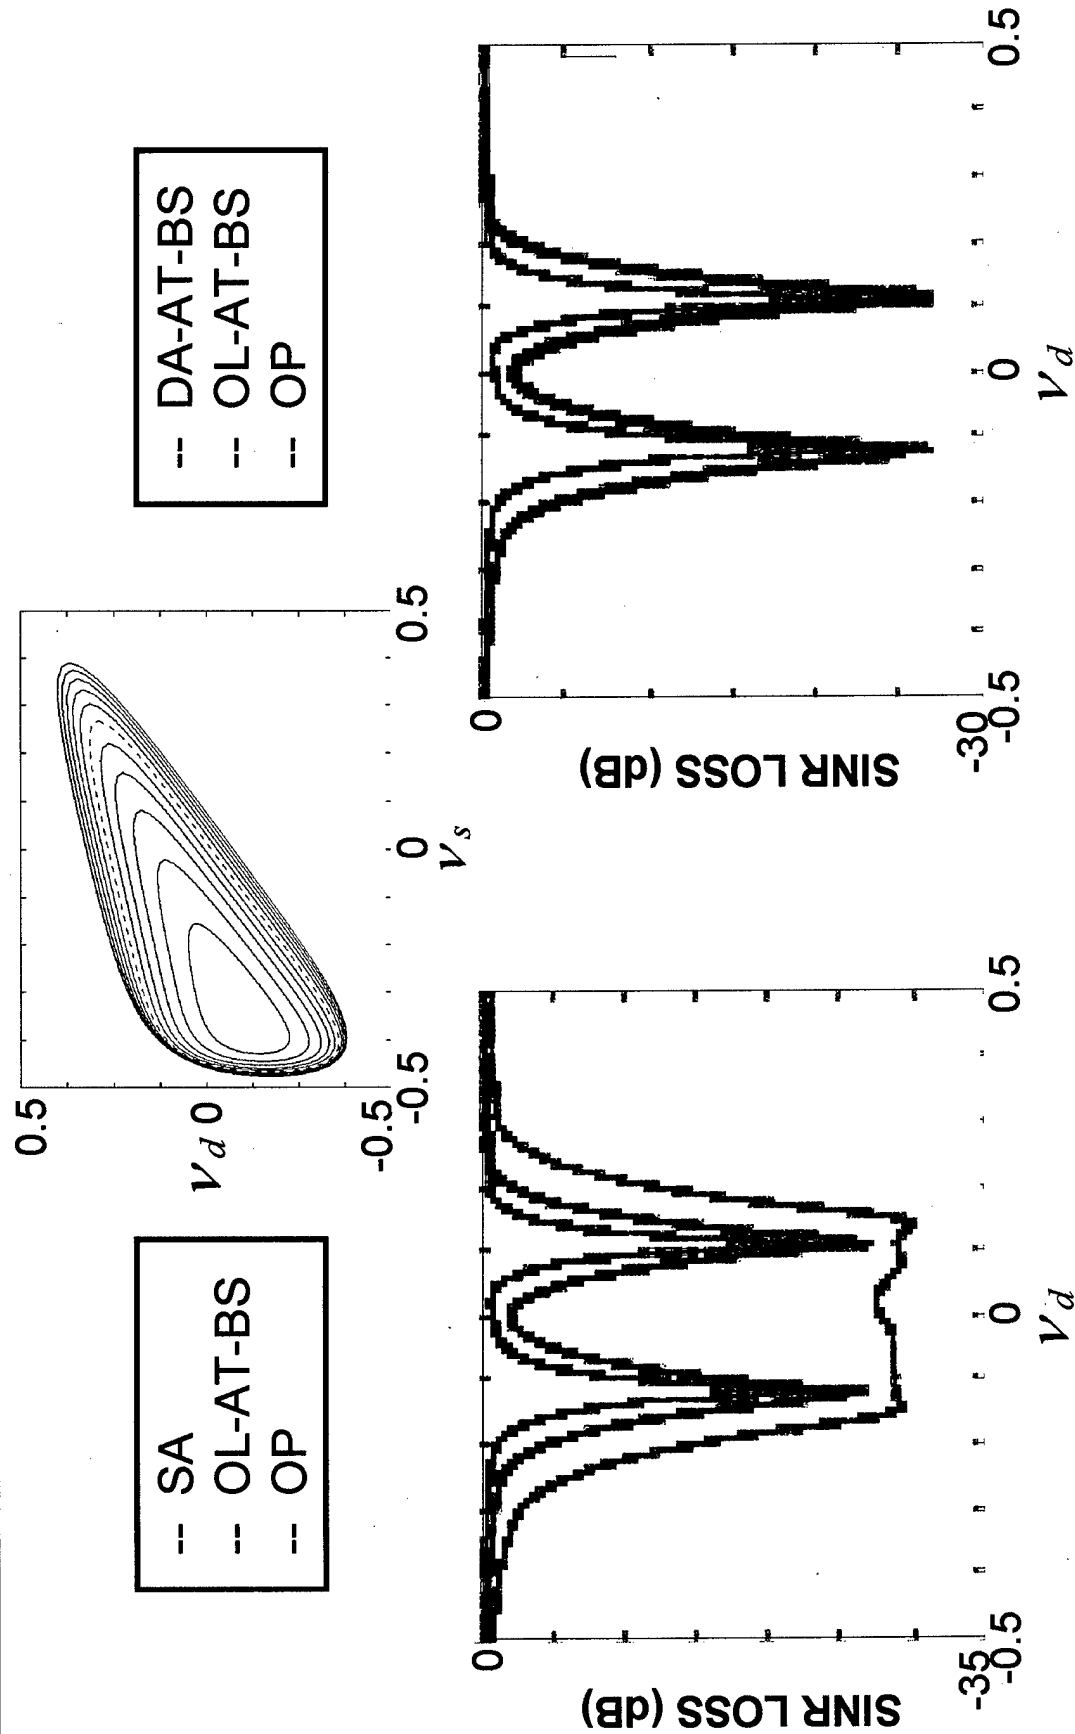 -- SA
-- OL-AT-BS
-- OP
0.5
ν_d 0
-0.5
-0.5
0
0.5
ν_s
-- DA-AT-BS
-- OL-AT-BS
-- OP
SINR LOSS (dB)
0
-35
-0.5
0
0.5
ν_d
SINR LOSS (dB)
0
-30
-0.5
0
0.5
ν_d